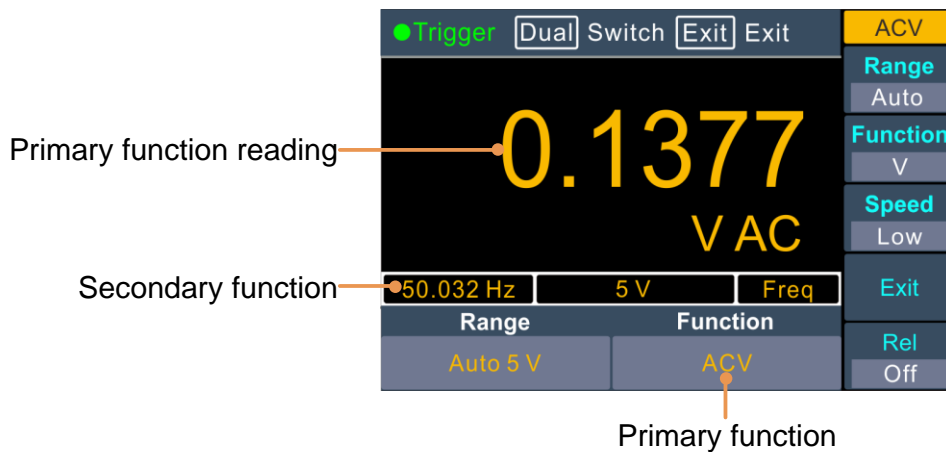 Trigger Dual Switch Exit Exit
ACV
Range
Auto
Primary function reading
0.1377
V AC
Function
V
Speed
Low
Secondary function
50.032 Hz 5 V Freq
Exit
Range Function
Auto 5 V ACV
Rel
Off
Primary function